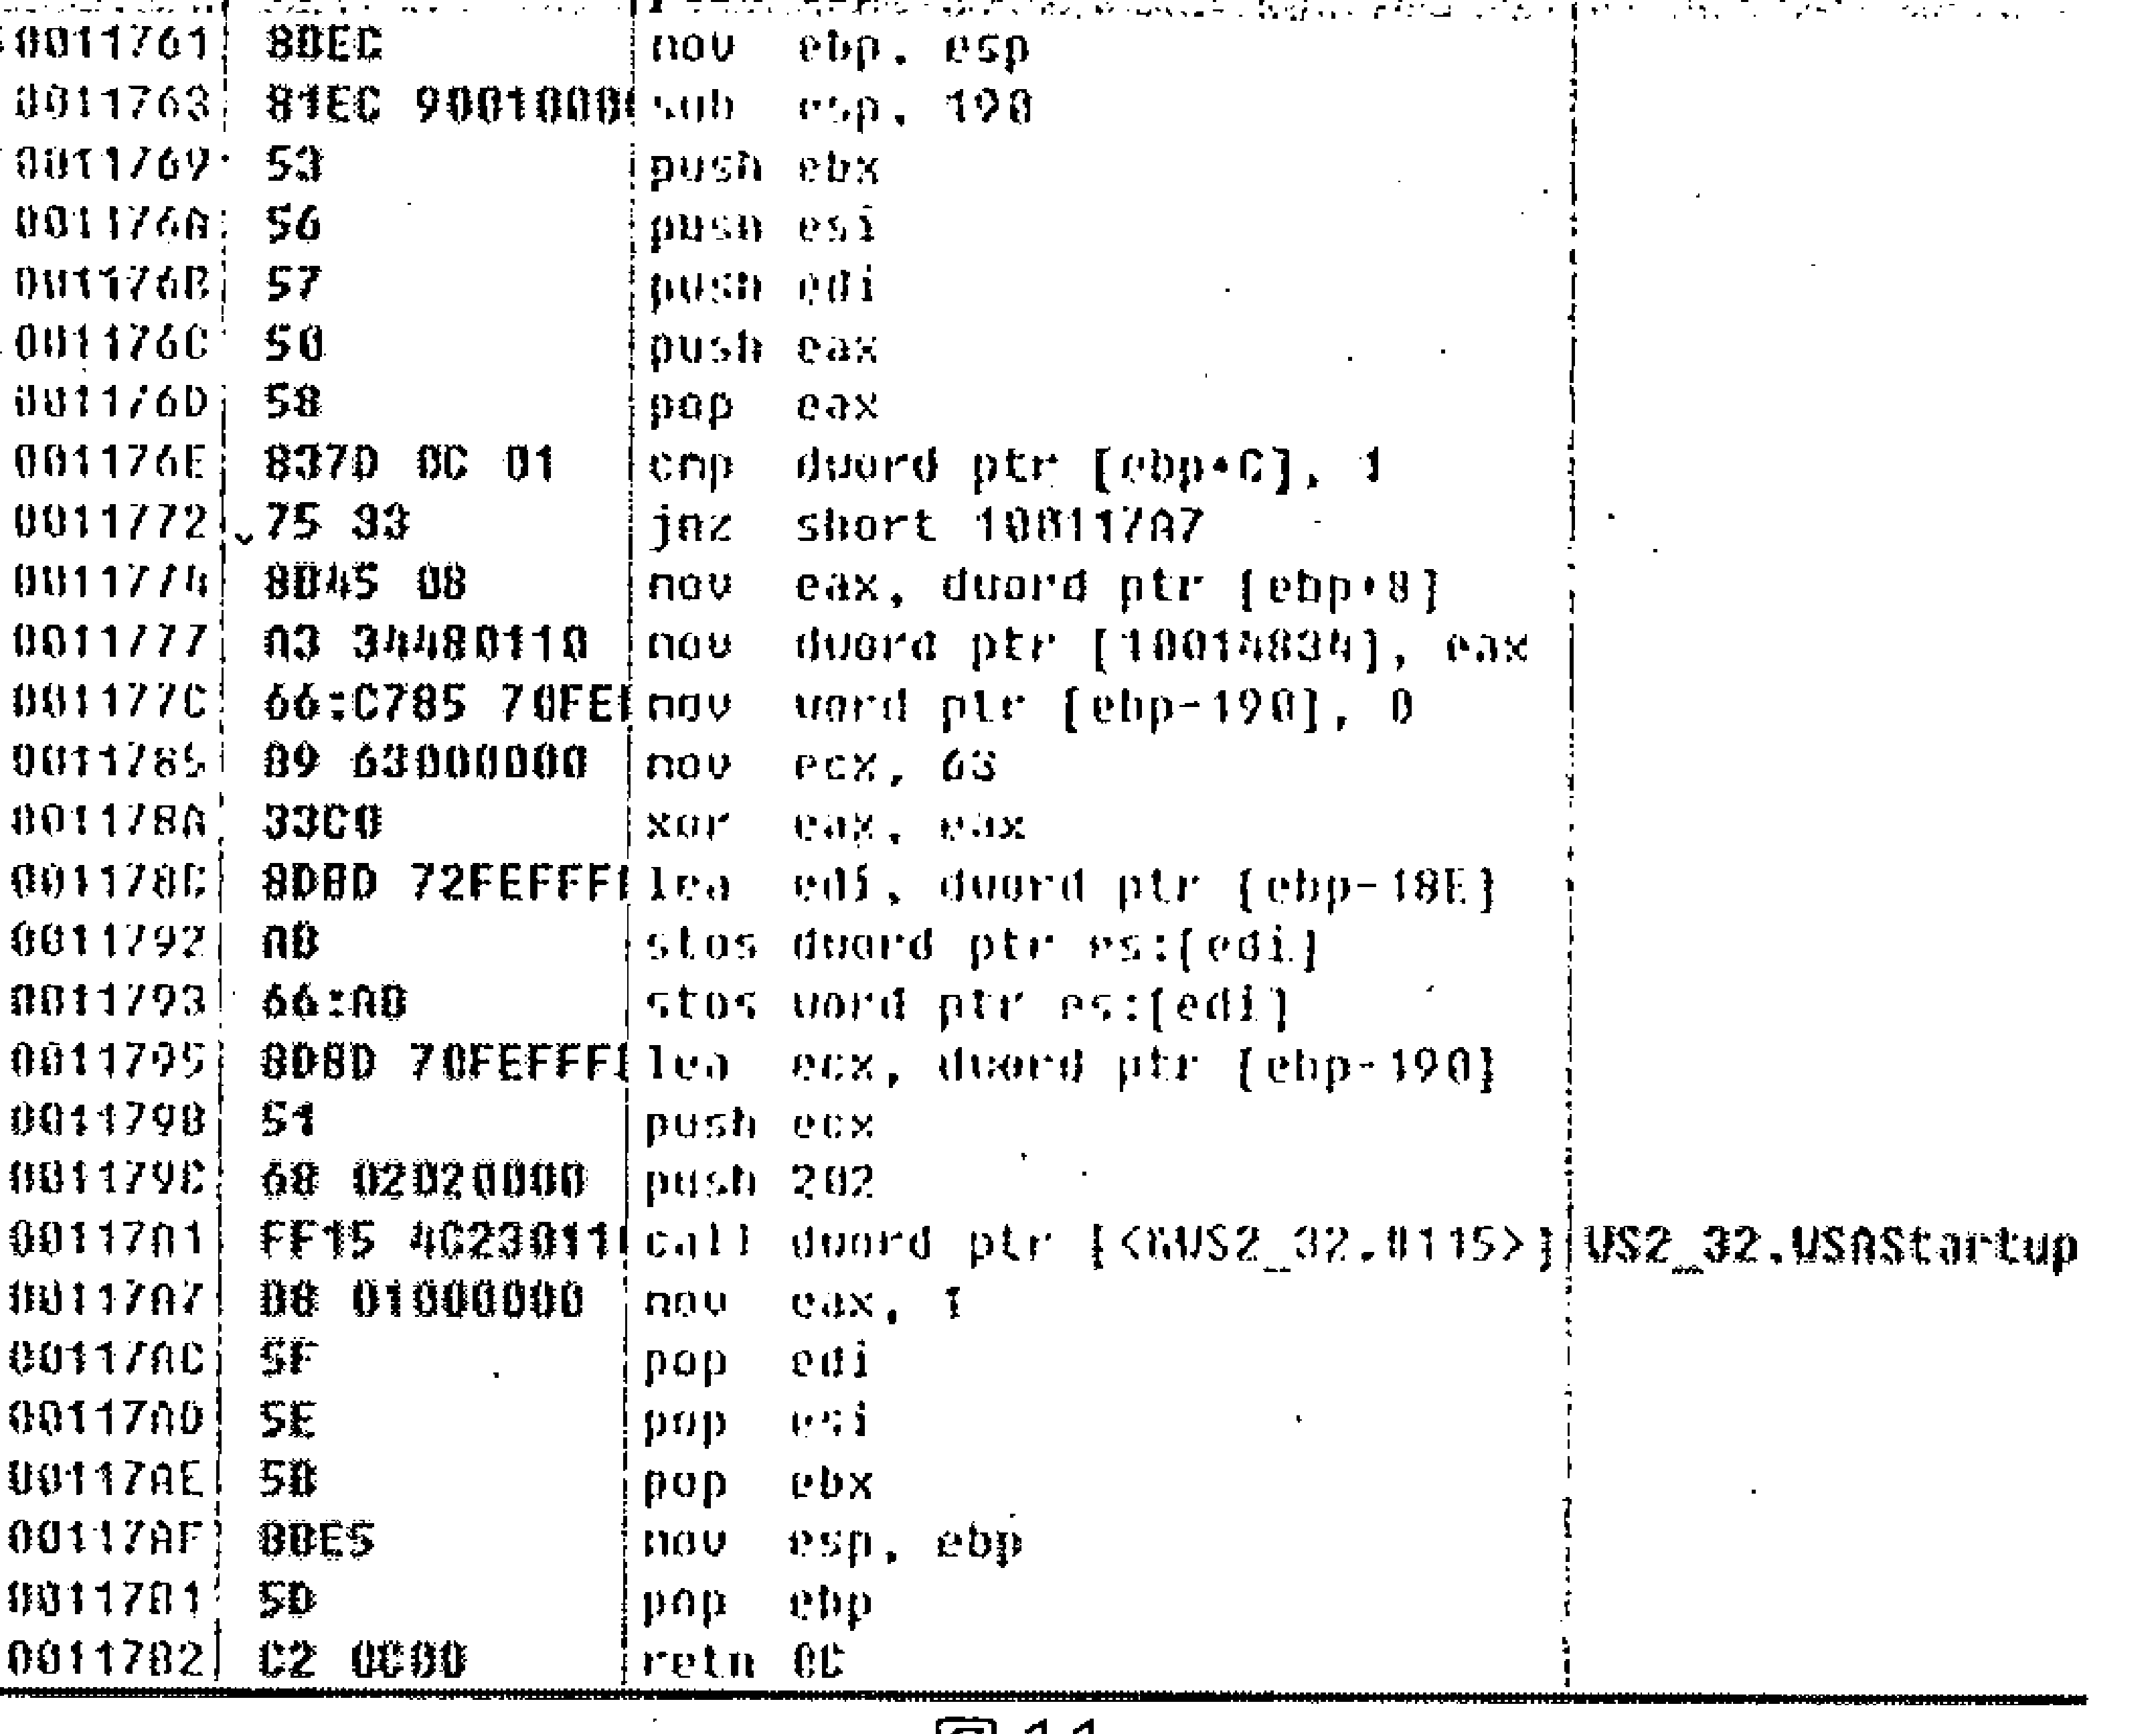 0011761 8BEC mov ebp, esp
0011763 81EC 9001000 sub esp, 190
0011769 53 push ebx
001176A 56 push esi
001176B 57 push edi
001176C 50 push eax
001176D 58 pop eax
001176E 837D 0C 01 cmp dword ptr [ebp+C], 1
0011772 75 33 jnz short 100117A7
0011774 8B45 08 mov eax, dword ptr [ebp+8]
0011777 A3 34480110 mov dword ptr [10014834], eax
001177C 66:C785 70FE mov word ptr [ebp-190], 0
0011785 B9 63000000 mov ecx, 63
001178A 33C0 xor eax, eax
001178C 8DBD 72FEFFF lea edi, dword ptr [ebp-18E]
0011792 AB stos dword ptr es:[edi]
0011793 66:AB stos word ptr es:[edi]
0011795 8D8D 70FEFFF lea ecx, dword ptr [ebp-190]
001179B 51 push ecx
001179C 68 02020000 push 202
00117A1 FF15 4C23011 call dword ptr [<&WS2_32.#115>] WS2_32.WSAStartup
00117A7 B8 01000000 mov eax, 1
00117AC 5F pop edi
00117AD 5E pop esi
00117AE 5B pop ebx
00117AF 8BE5 mov esp, ebp
00117B1 5D pop ebp
00117B2 C2 0C00 retn 0C